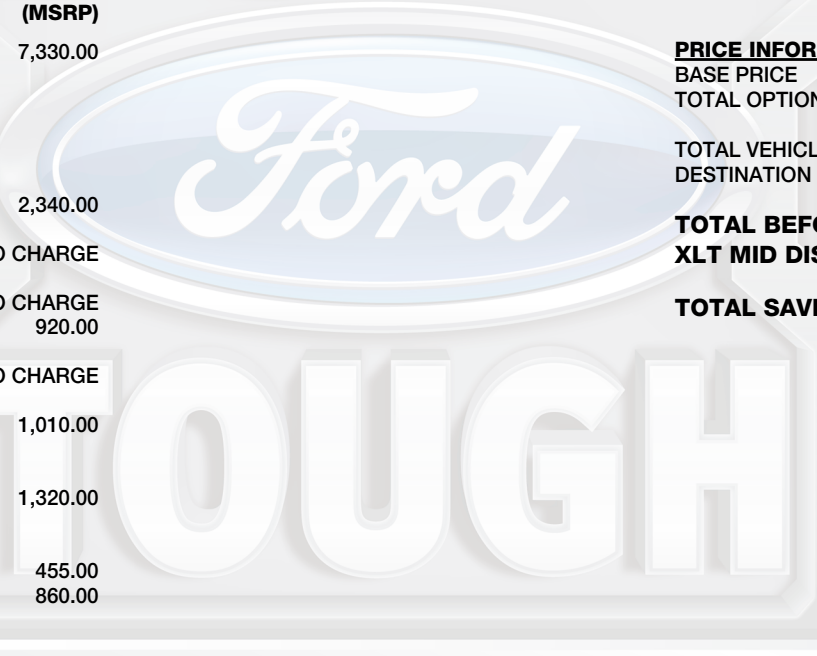 (MSRP)
7,330.00
2,340.00
O CHARGE
O CHARGE
920.00
O CHARGE
1,010.00
1,320.00
455.00
860.00
PRICE INFOR
BASE PRICE
TOTAL OPTION
TOTAL VEHICL
DESTINATION
TOTAL BEFO
XLT MID DIS
TOTAL SAVI
Ford
TOUGH